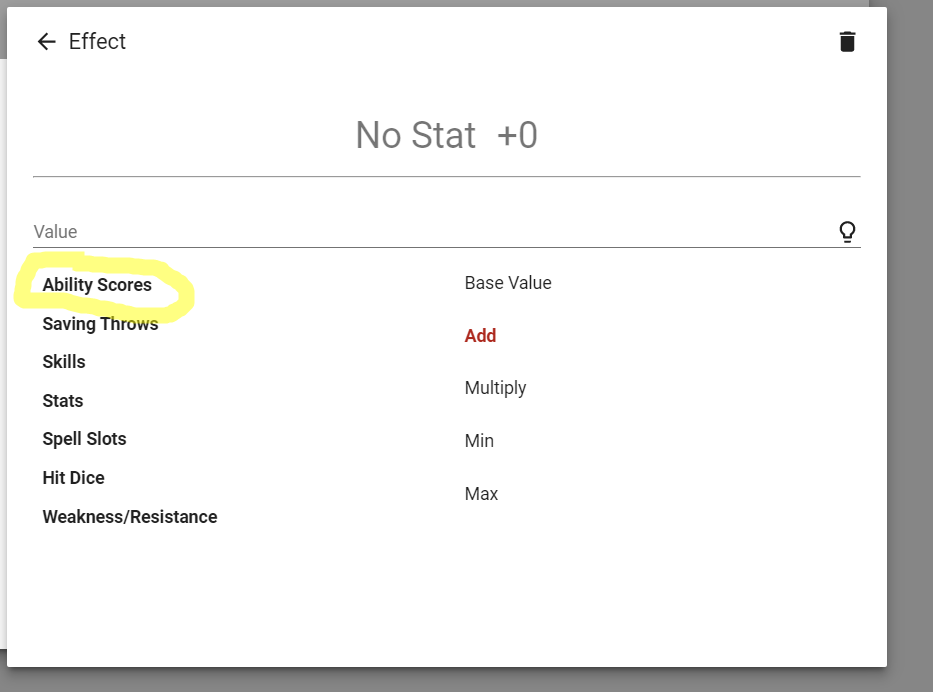 Effect
No Stat +0
Value
Ability Scores
Saving Throws
Skills
Stats
Spell Slots
Hit Dice
Weakness/Resistance
Base Value
Add
Multiply
Min
Max